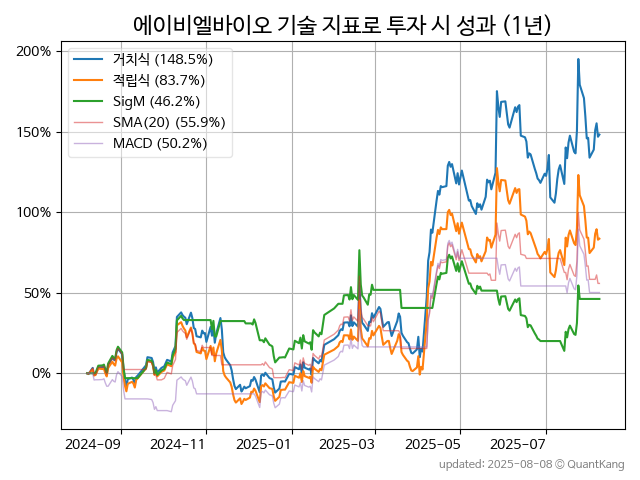 에이비엘바이오 기술 지표로 투자 시 성과 (1년)
200%
150%
100%
50%
0%
거치식 (148.5%)
적립식 (83.7%)
SigM (46.2%)
SMA(20) (55.9%)
MACD (50.2%)
2024-09 2024-11 2025-01 2025-03 2025-05 2025-07
updated: 2025-08-08 © QuantKang